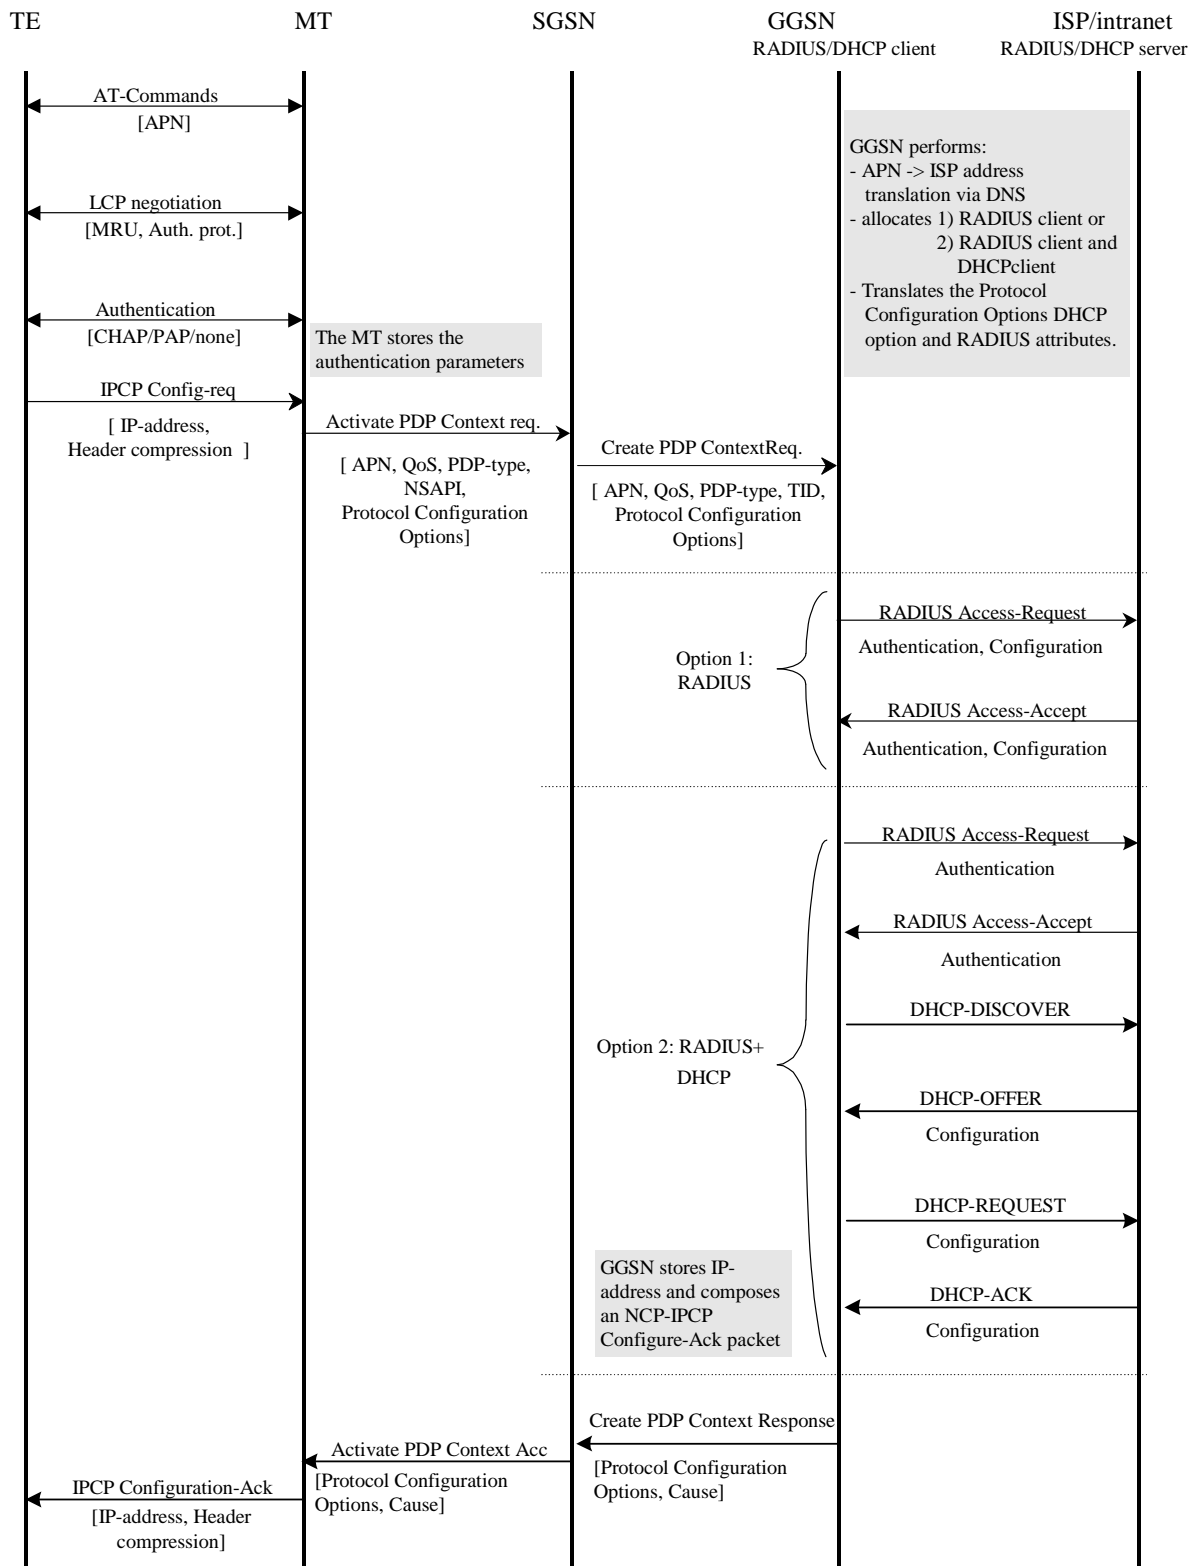 TE
MT
SGSN
GGSN
ISP/intranet
RADIUS/DHCP client
RADIUS/DHCP server
AT-Commands
[APN]
GGSN performs:
- APN -> ISP address
translation via DNS
- allocates 1) RADIUS client or
2) RADIUS client and
DHCPclient
- Translates the Protocol
Configuration Options DHCP
option and RADIUS attributes.
LCP negotiation
[MRU, Auth. prot.]
Authentication
[CHAP/PAP/none]
The MT stores the
authentication parameters
IPCP Config-req
[ IP-address,
Header compression ]
Activate PDP Context req.
[ APN, QoS, PDP-type,
NSAPI,
Protocol Configuration
Options]
Create PDP ContextReq.
[ APN, QoS, PDP-type, TID,
Protocol Configuration
Options]
Option 1:
RADIUS
RADIUS Access-Request
Authentication, Configuration
RADIUS Access-Accept
Authentication, Configuration
RADIUS Access-Request
Authentication
RADIUS Access-Accept
Authentication
DHCP-DISCOVER
Option 2: RADIUS+
DHCP
DHCP-OFFER
Configuration
DHCP-REQUEST
Configuration
GGSN stores IP-
address and composes
an NCP-IPCP
Configure-Ack packet
DHCP-ACK
Configuration
Create PDP Context Response
[Protocol Configuration
Options, Cause]
Activate PDP Context Acc
[Protocol Configuration
Options, Cause]
IPCP Configuration-Ack
[IP-address, Header
compression]